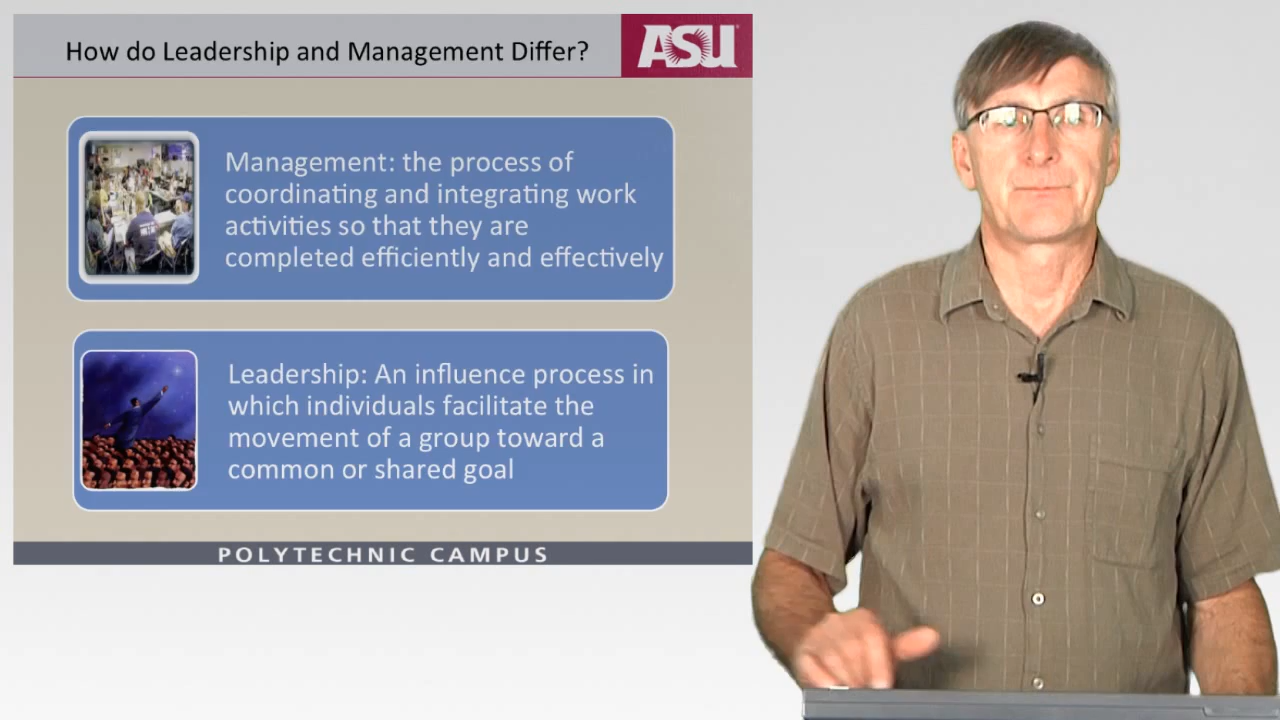 How do Leadership and Management Differ?
ASU
Management: the process of
coordinating and integrating work
activities so that they are
completed efficiently and effectively
Leadership: An influence process in
which individuals facilitate the
movement of a group toward a
common or shared goal
POLYTECHNIC CAMPUS